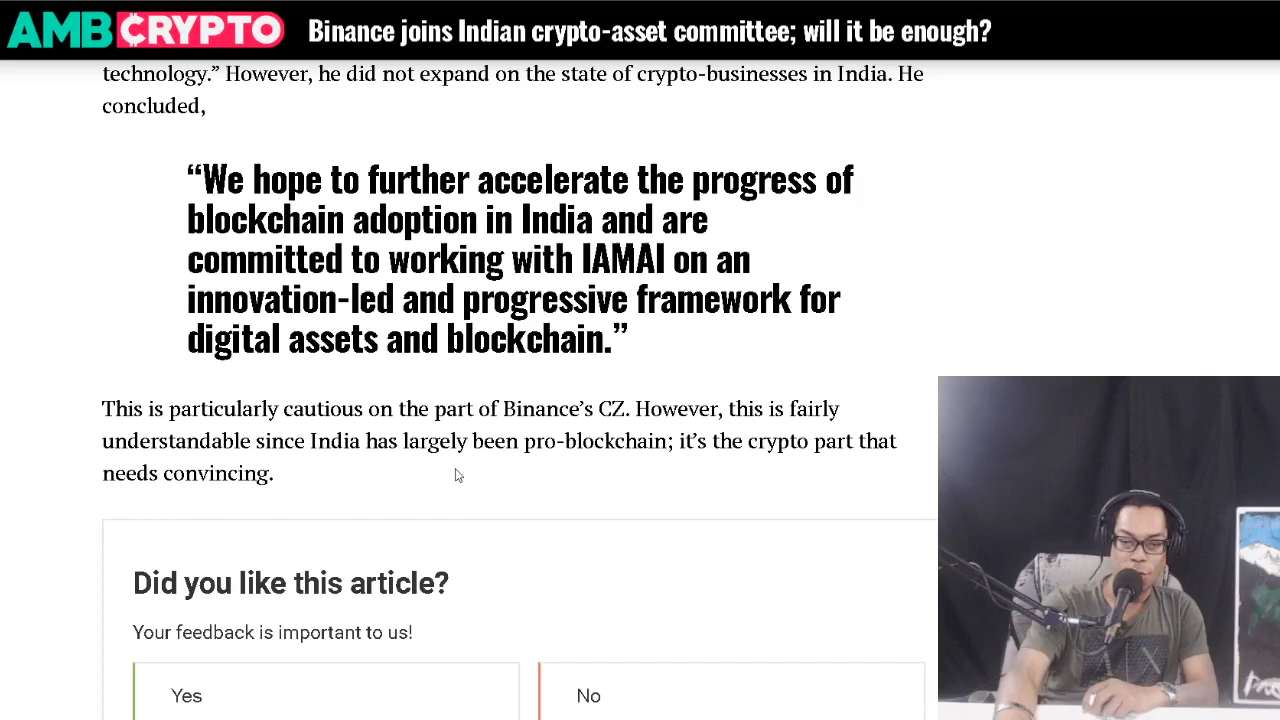 AMBCRYPTO Binance joins Indian crypto-asset committee; will it be enough?
technology.” However, he did not expand on the state of crypto-businesses in India. He
concluded,
“We hope to further accelerate the progress of
blockchain adoption in India and are
committed to working with IAMAI on an
innovation-led and progressive framework for
digital assets and blockchain.”
This is particularly cautious on the part of Binance’s CZ. However, this is fairly
understandable since India has largely been pro-blockchain; it’s the crypto part that
needs convincing.
Did you like this article?
Your feedback is important to us!
Yes
No